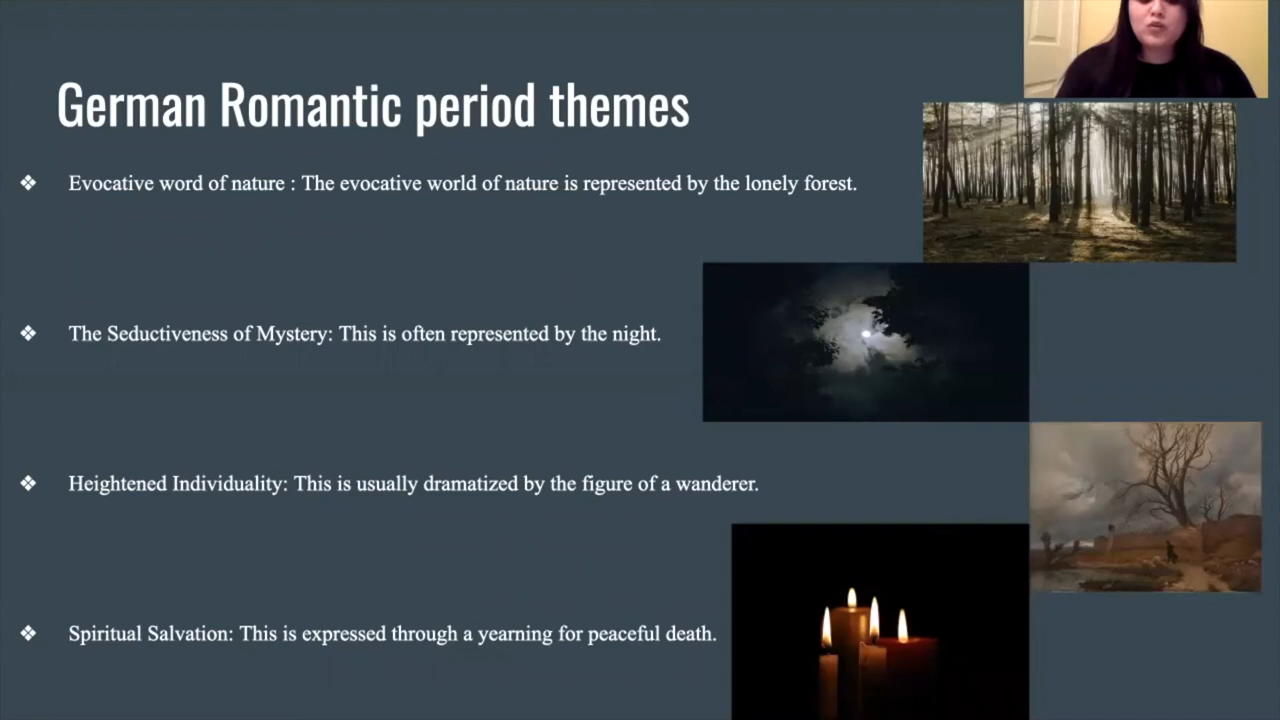 German Romantic period themes
❖ Evocative word of nature : The evocative world of nature is represented by the lonely forest.
❖ The Seductiveness of Mystery: This is often represented by the night.
❖ Heightened Individuality: This is usually dramatized by the figure of a wanderer.
❖ Spiritual Salvation: This is expressed through a yearning for peaceful death.